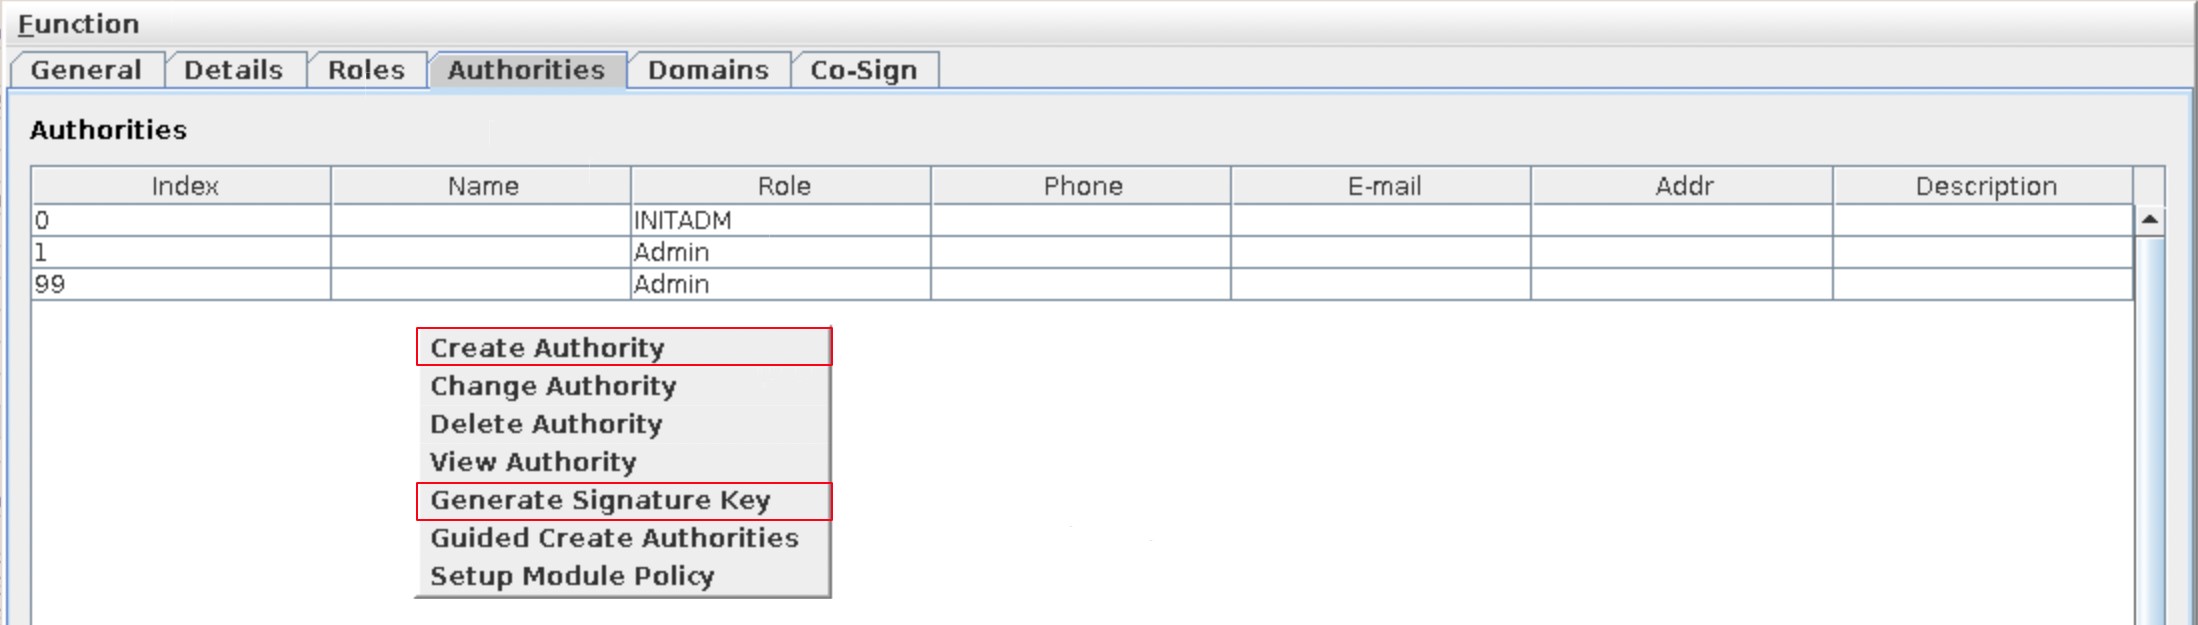 Function
General Details Roles Authorities Domains Co-Sign
Authorities
Index Name Role Phone E-mail Addr Description
0 INITADM
1 Admin
99 Admin
Create Authority
Change Authority
Delete Authority
View Authority
Generate Signature Key
Guided Create Authorities
Setup Module Policy